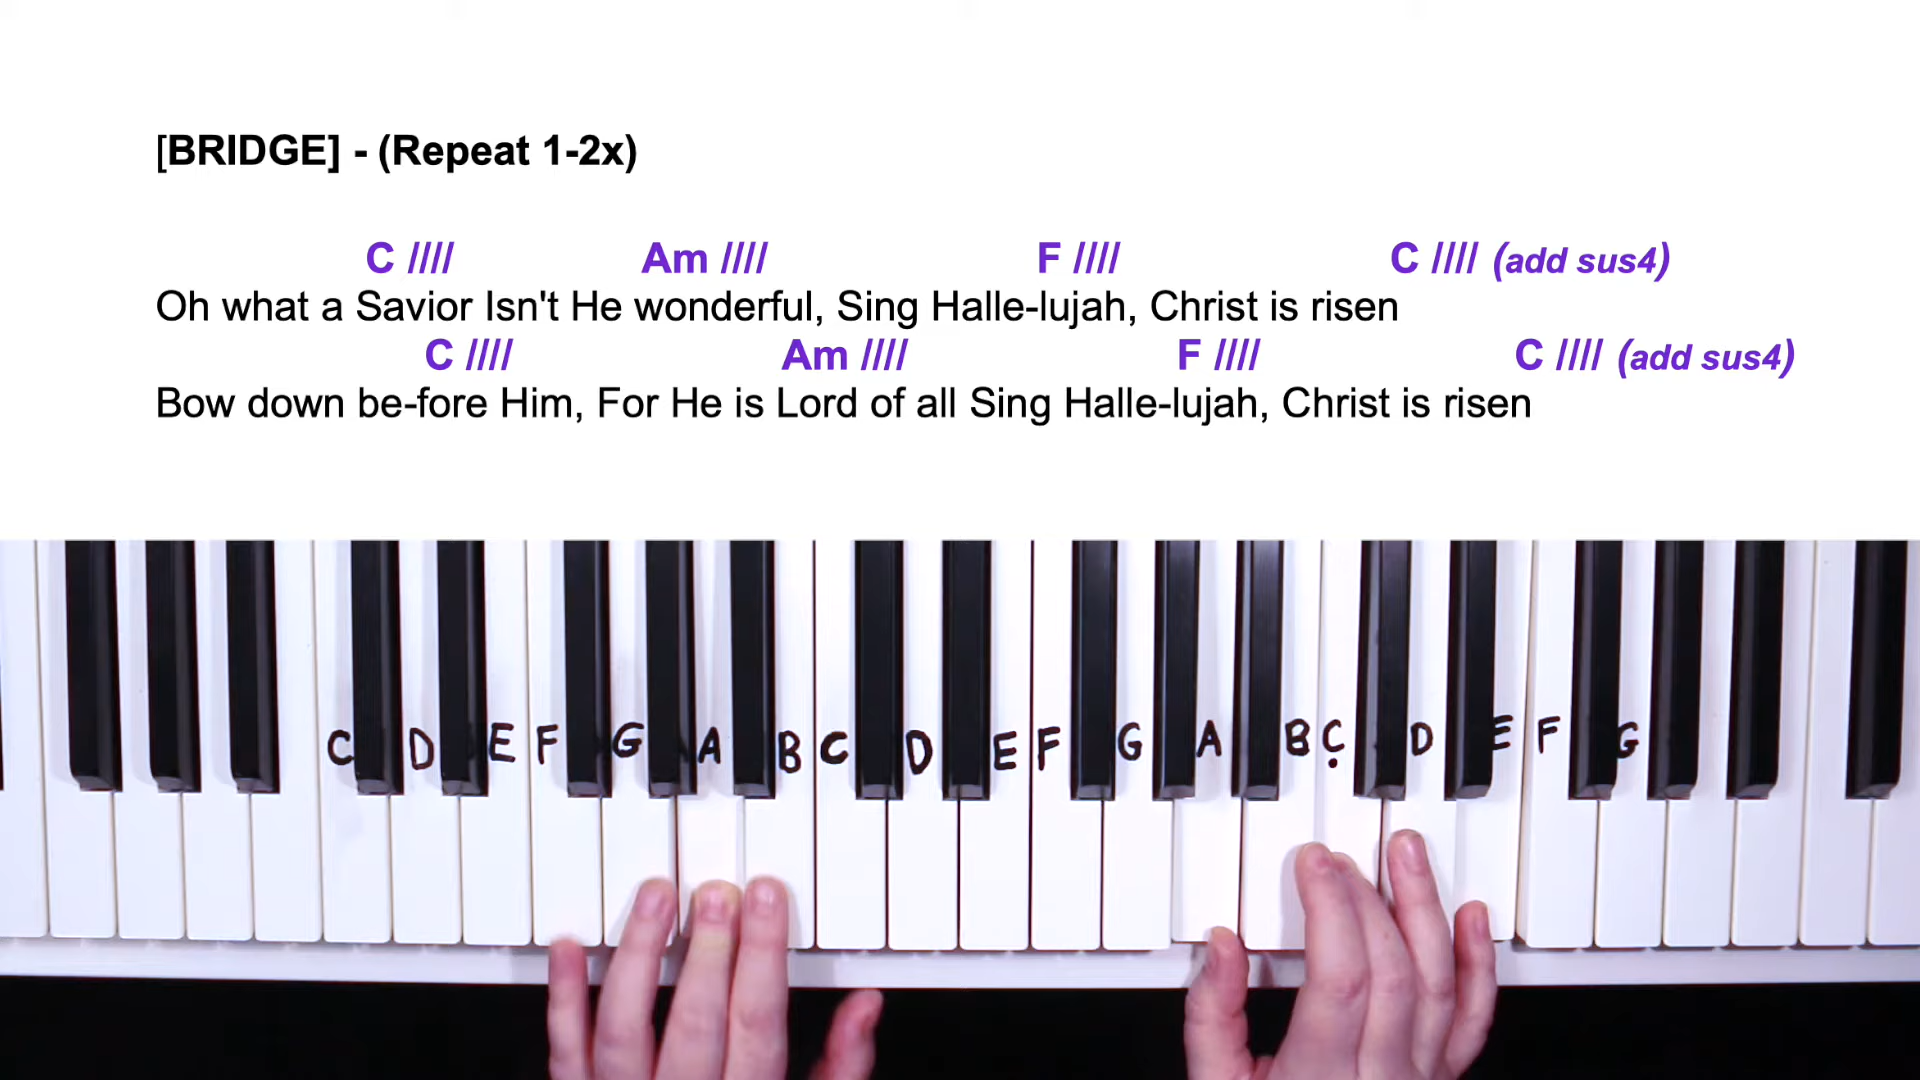 [BRIDGE] - (Repeat 1-2x)
C //// Am //// F //// C //// (add sus4)
Oh what a Savior Isn't He wonderful, Sing Halle-lujah, Christ is risen
C //// Am //// F //// C //// (add sus4)
Bow down be-fore Him, For He is Lord of all Sing Halle-lujah, Christ is risen
C D E F G A B C D E F G A B C D E F G